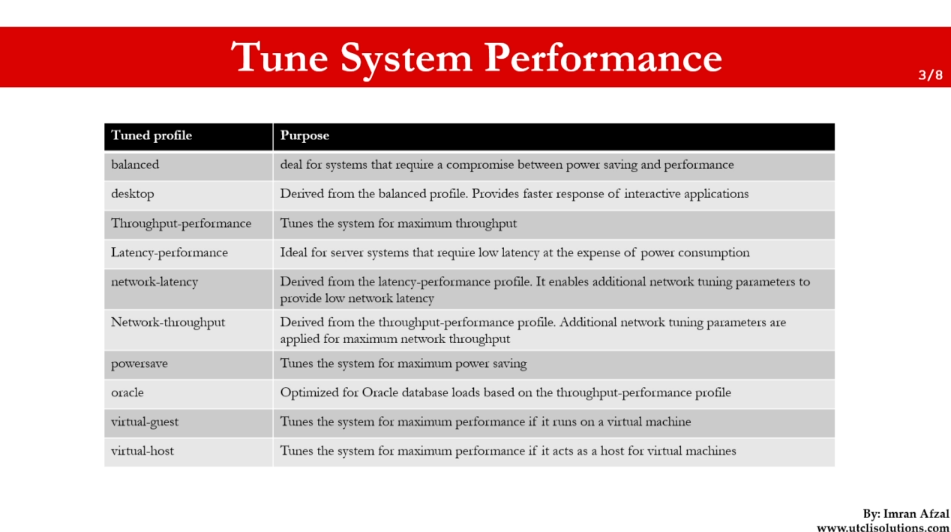 Tune System Performance
3/8
Tuned profile Purpose
balanced deal for systems that require a compromise between power saving and performance
desktop Derived from the balanced profile. Provides faster response of interactive applications
Throughput-performance Tunes the system for maximum throughput
Latency-performance Ideal for server systems that require low latency at the expense of power consumption
network-latency Derived from the latency-performance profile. It enables additional network tuning parameters to
provide low network latency
Network-throughput Derived from the throughput-performance profile. Additional network tuning parameters are
applied for maximum network throughput
powersave Tunes the system for maximum power saving
oracle Optimized for Oracle database loads based on the throughput-performance profile
virtual-guest Tunes the system for maximum performance if it runs on a virtual machine
virtual-host Tunes the system for maximum performance if it acts as a host for virtual machines
By: Imran Afzal
www.utclisolutions.com